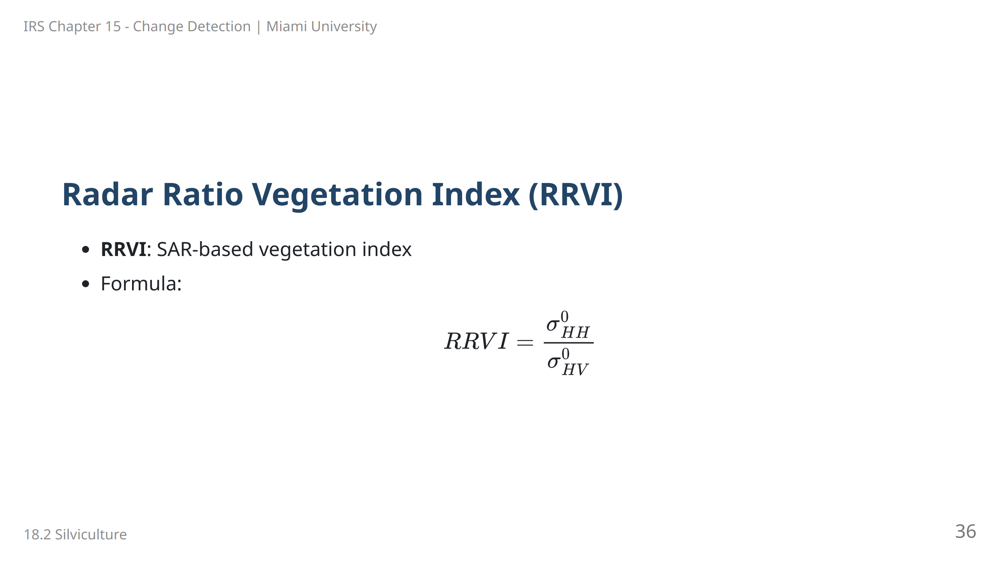 IRS Chapter 15 - Change Detection | Miami University
Radar Ratio Vegetation Index (RRVI)
• RRVI: SAR-based vegetation index
• Formula:
$RRVI = \frac{\sigma^0_{HH}}{\sigma^0_{HV}}$
18.2 Silviculture
36